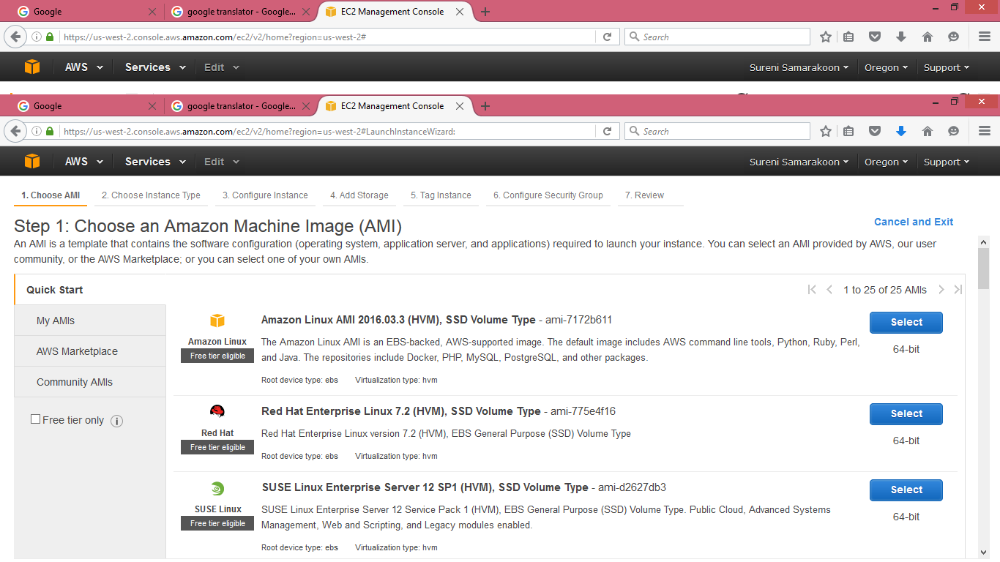 Google
google translator - Google...
EC2 Management Console
https://us-west-2.console.aws.amazon.com/ec2/v2/home?region=us-west-2#
Search
AWS Services Edit Sureni Samarakoon Oregon Support
Google
google translator - Google...
EC2 Management Console
https://us-west-2.console.aws.amazon.com/ec2/v2/home?region=us-west-2#LaunchInstanceWizard:
Search
AWS Services Edit Sureni Samarakoon Oregon Support
1. Choose AMI 2. Choose Instance Type 3. Configure Instance 4. Add Storage 5. Tag Instance 6. Configure Security Group 7. Review
Step 1: Choose an Amazon Machine Image (AMI)
Cancel and Exit
An AMI is a template that contains the software configuration (operating system, application server, and applications) required to launch your instance. You can select an AMI provided by AWS, our user
community, or the AWS Marketplace; or you can select one of your own AMIs.
Quick Start
My AMIs
AWS Marketplace
Community AMIs
Free tier only
1 to 25 of 25 AMIs
Amazon Linux
Free tier eligible
Amazon Linux AMI 2016.03.3 (HVM), SSD Volume Type - ami-7172b611
The Amazon Linux AMI is an EBS-backed, AWS-supported image. The default image includes AWS command line tools, Python, Ruby, Perl,
and Java. The repositories include Docker, PHP, MySQL, PostgreSQL, and other packages.
Root device type: ebs Virtualization type: hvm
Select
64-bit
Red Hat
Free tier eligible
Red Hat Enterprise Linux 7.2 (HVM), SSD Volume Type - ami-775e4f16
Red Hat Enterprise Linux version 7.2 (HVM), EBS General Purpose (SSD) Volume Type
Root device type: ebs Virtualization type: hvm
Select
64-bit
SUSE Linux
Free tier eligible
SUSE Linux Enterprise Server 12 SP1 (HVM), SSD Volume Type - ami-d2627db3
SUSE Linux Enterprise Server 12 Service Pack 1 (HVM), EBS General Purpose (SSD) Volume Type. Public Cloud, Advanced Systems
Management, Web and Scripting, and Legacy modules enabled.
Root device type: ebs Virtualization type: hvm
Select
64-bit